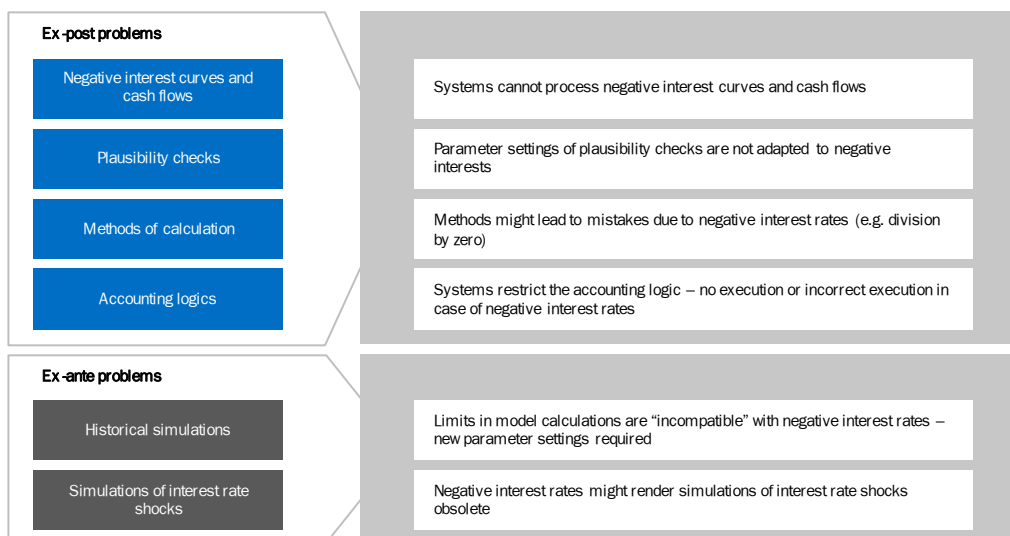 Ex-post problems
Negative interest curves and
cash flows
Systems cannot process negative interest curves and cash flows
Plausibility checks
Parameter settings of plausibility checks are not adapted to negative
interests
Methods of calculation
Methods might lead to mistakes due to negative interest rates (e.g. division
by zero)
Accounting logics
Systems restrict the accounting logic – no execution or incorrect execution in
case of negative interest rates
Ex-ante problems
Historical simulations
Limits in model calculations are “incompatible” with negative interest rates –
new parameter settings required
Simulations of interest rate
shocks
Negative interest rates might render simulations of interest rate shocks
obsolete